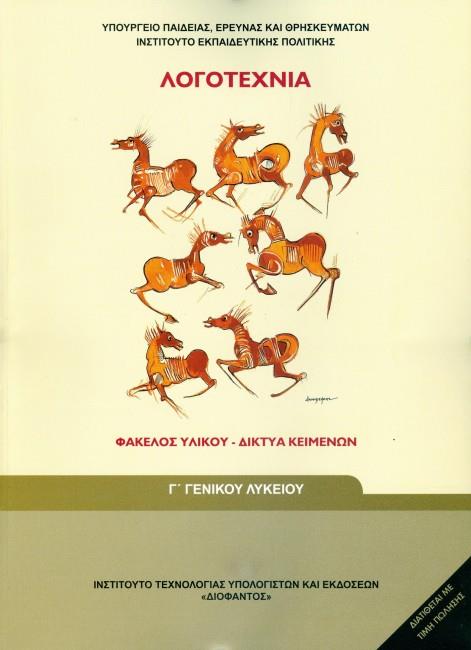 ΥΠΟΥΡΓΕΙΟ ΠΑΙΔΕΙΑΣ, ΕΡΕΥΝΑΣ ΚΑΙ ΘΡΗΣΚΕΥΜΑΤΩΝ
ΙΝΣΤΙΤΟΥΤΟ ΕΚΠΑΙΔΕΥΤΙΚΗΣ ΠΟΛΙΤΙΚΗΣ
ΛΟΓΟΤΕΧΝΙΑ
ΦΑΚΕΛΟΣ ΥΛΙΚΟΥ - ΔΙΚΤΥΑ ΚΕΙΜΕΝΩΝ
Γ΄ ΓΕΝΙΚΟΥ ΛΥΚΕΙΟΥ
ΙΝΣΤΙΤΟΥΤΟ ΤΕΧΝΟΛΟΓΙΑΣ ΥΠΟΛΟΓΙΣΤΩΝ ΚΑΙ ΕΚΔΟΣΕΩΝ
«ΔΙΟΦΑΝΤΟΣ»
ΔΙΑΤΙΘΕΤΑΙ ΜΕ
ΤΙΜΗ ΠΩΛΗΣΗΣ